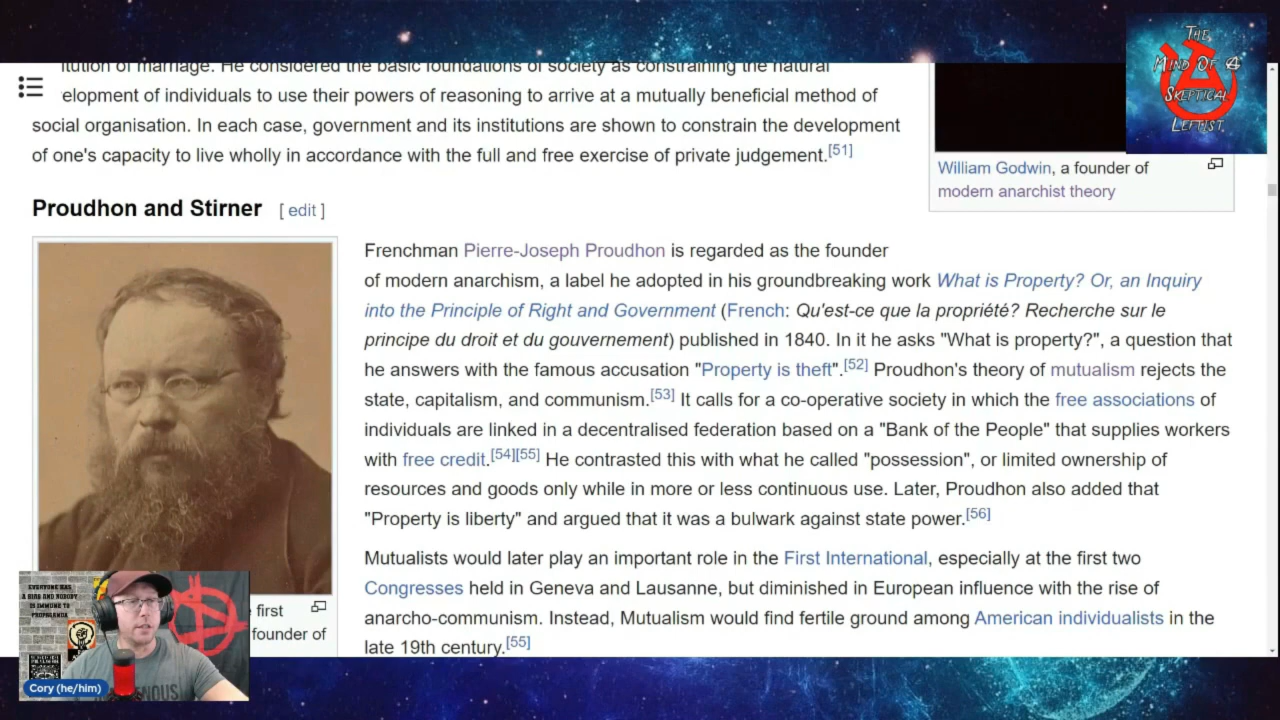 itution of marriage. He considered the basic foundations of society as constraining the natural
elopment of individuals to use their powers of reasoning to arrive at a mutually beneficial method of
social organisation. In each case, government and its institutions are shown to constrain the development
of one's capacity to live wholly in accordance with the full and free exercise of private judgement.[51]
THE
MIND OF A
SKEPTICAL
LEFTIST
William Godwin, a founder of
modern anarchist theory
Proudhon and Stirner [ edit ]
Frenchman Pierre-Joseph Proudhon is regarded as the founder
of modern anarchism, a label he adopted in his groundbreaking work What is Property? Or, an Inquiry
into the Principle of Right and Government (French: Qu'est-ce que la propriété? Recherche sur le
principe du droit et du gouvernement) published in 1840. In it he asks "What is property?", a question that
he answers with the famous accusation "Property is theft".[52] Proudhon's theory of mutualism rejects the
state, capitalism, and communism.[53] It calls for a co-operative society in which the free associations of
individuals are linked in a decentralised federation based on a "Bank of the People" that supplies workers
with free credit.[54][55] He contrasted this with what he called "possession", or limited ownership of
resources and goods only while in more or less continuous use. Later, Proudhon also added that
"Property is liberty" and argued that it was a bulwark against state power.[56]
Mutualists would later play an important role in the First International, especially at the first two
Congresses held in Geneva and Lausanne, but diminished in European influence with the rise of
anarcho-communism. Instead, Mutualism would find fertile ground among American individualists in the
late 19th century.[55]
first
founder of
EVERYONE HAS
A BIAS AND NOBODY
IS IMMUNE TO
PROPAGANDA
Cory (he/him)